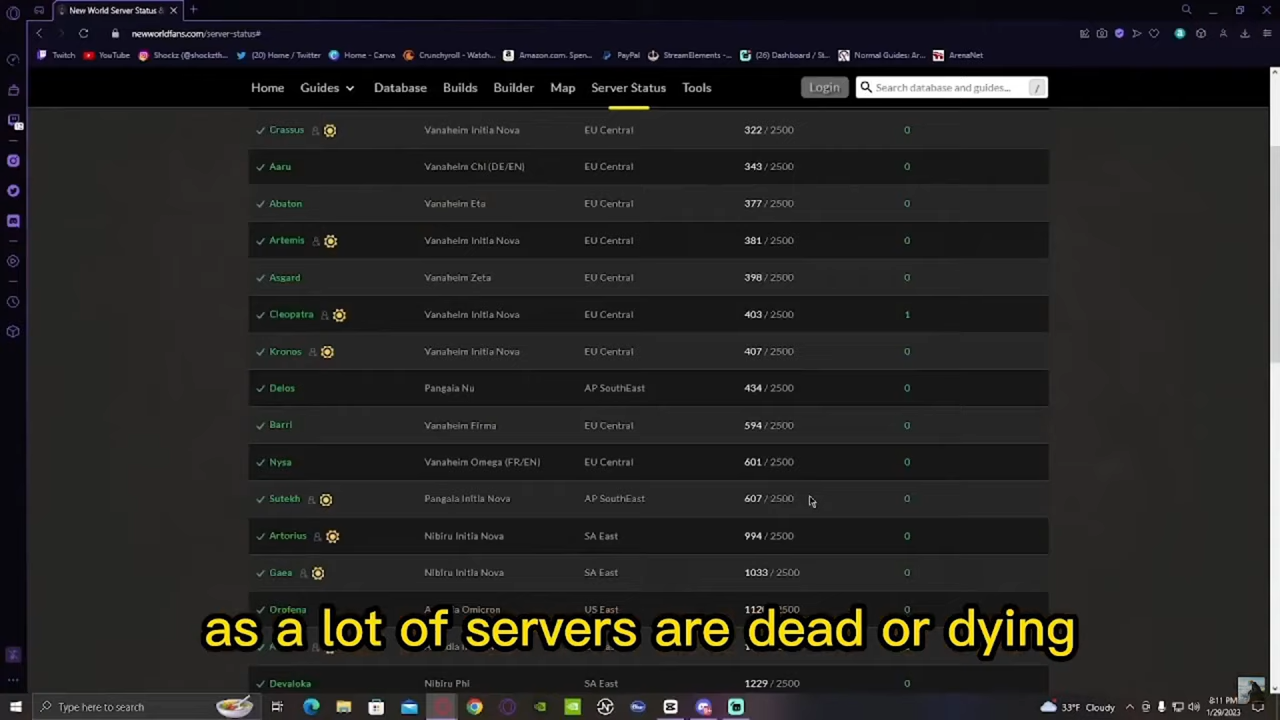 New World Server Status &
newworldfans.com/server-status#
Twitch YouTube Instagram (@shockzth... (20) Home / Twitter Home - Canva Crunchyroll - Watch... Amazon.com. Spen... PayPal StreamElements -... (26) Dashboard / St... Normal Guides: Ar... ArenaNet
Home Guides Database Builds Builder Map Server Status Tools Login Search database and guides... /
Crassus Vanaheim Initia Nova EU Central 322 / 2500 0
Aaru Vanaheim Chi (DE/EN) EU Central 343 / 2500 0
Abaton Vanaheim Eta EU Central 377 / 2500 0
Artemis Vanaheim Initia Nova EU Central 381 / 2500 0
Asgard Vanaheim Zeta EU Central 398 / 2500 0
Cleopatra Vanaheim Initia Nova EU Central 403 / 2500 1
Kronos Vanaheim Initia Nova EU Central 407 / 2500 0
Delos Pangaia Nu AP SouthEast 434 / 2500 0
Barri Vanaheim Firma EU Central 594 / 2500 0
Nysa Vanaheim Omega (FR/EN) EU Central 601 / 2500 0
Sutekh Pangaia Initia Nova AP SouthEast 607 / 2500 0
Artorius Nibiru Initia Nova SA East 994 / 2500 0
Gaea Nibiru Initia Nova SA East 1033 / 2500 0
Orofena Omicron US East
as a lot of servers are dead or dying
Devaloka Nibiru Phi SA East 1229 / 2500 0
Type here to search
33°F Cloudy
8:11 PM
1/29/2023